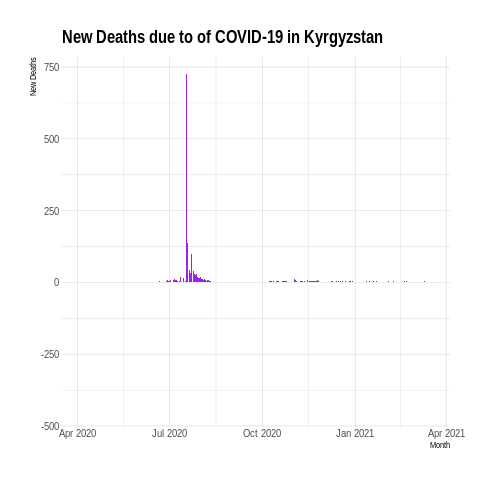 New Deaths due to of COVID-19 in Kyrgyzstan
New Deaths
750
500
250
0
-250
-500
Apr 2020 Jul 2020 Oct 2020 Jan 2021 Apr 2021
Month